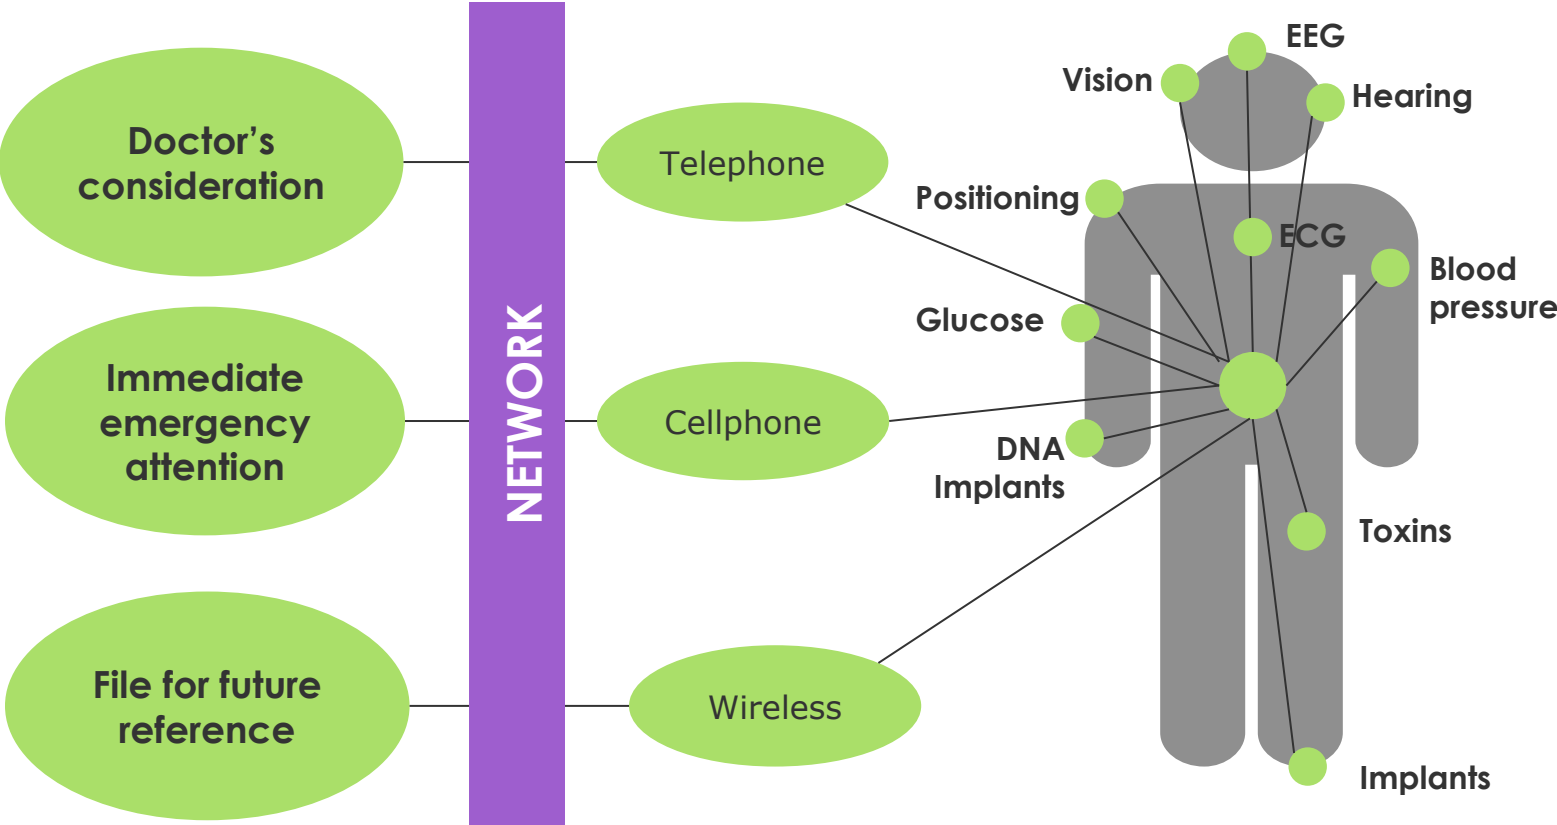 Doctor's
consideration
Immediate
emergency
attention
File for future
reference
NETWORK
Telephone
Cellphone
Wireless
EEG
Vision
Hearing
Positioning
ECG
Blood
pressure
Glucose
DNA
Implants
Toxins
Implants